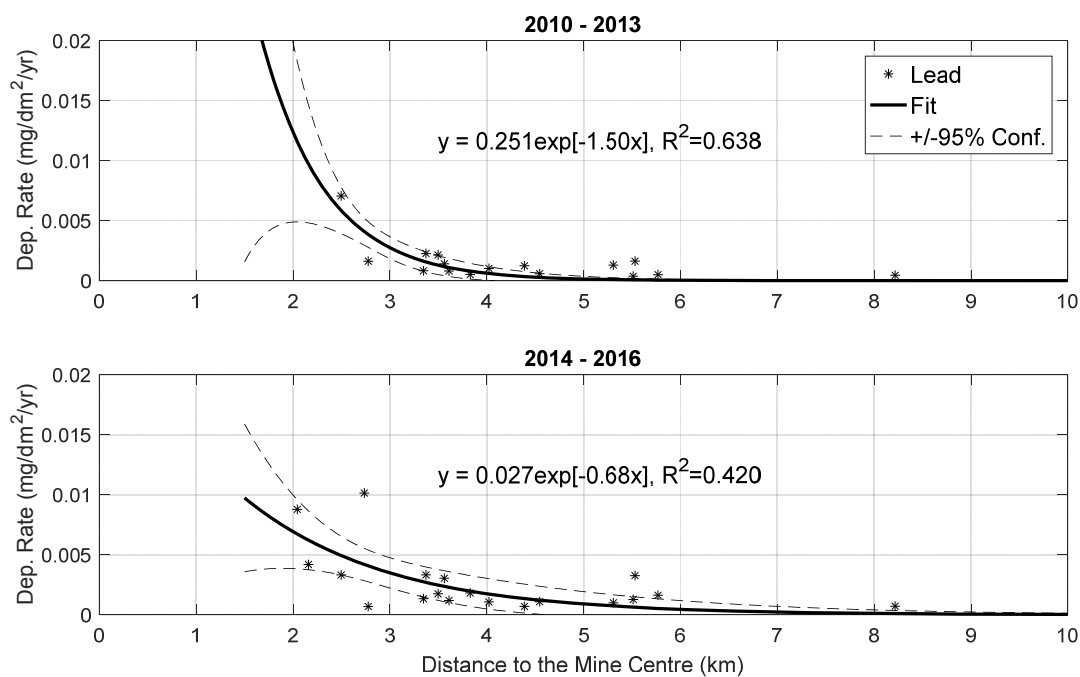 2010 - 2013
Dep. Rate (mg/dm²/yr)
0.02
0.015
0.01
0.005
0
Lead
Fit
+/-95% Conf.
y = 0.251exp[-1.50x], R²=0.638
0 1 2 3 4 5 6 7 8 9 10
2014 - 2016
Dep. Rate (mg/dm²/yr)
0.02
0.015
0.01
0.005
0
y = 0.027exp[-0.68x], R²=0.420
0 1 2 3 4 5 6 7 8 9 10
Distance to the Mine Centre (km)